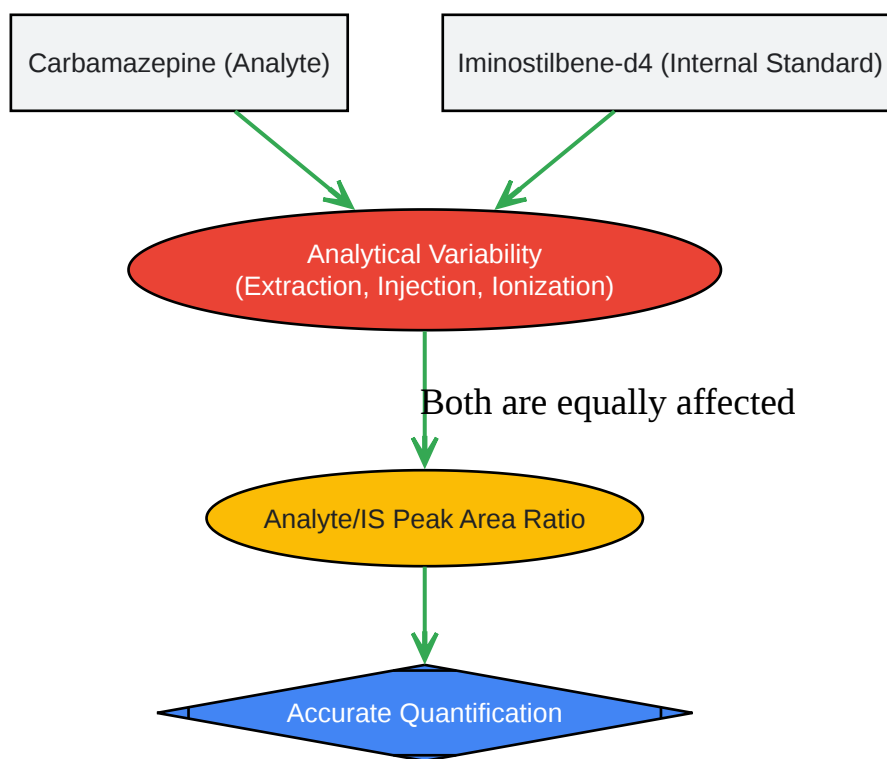 Carbamazepine (Analyte)
Iminostilbene-d4 (Internal Standard)
Analytical Variability
(Extraction, Injection, Ionization)
Both are equally affected
Analyte/IS Peak Area Ratio
Accurate Quantification